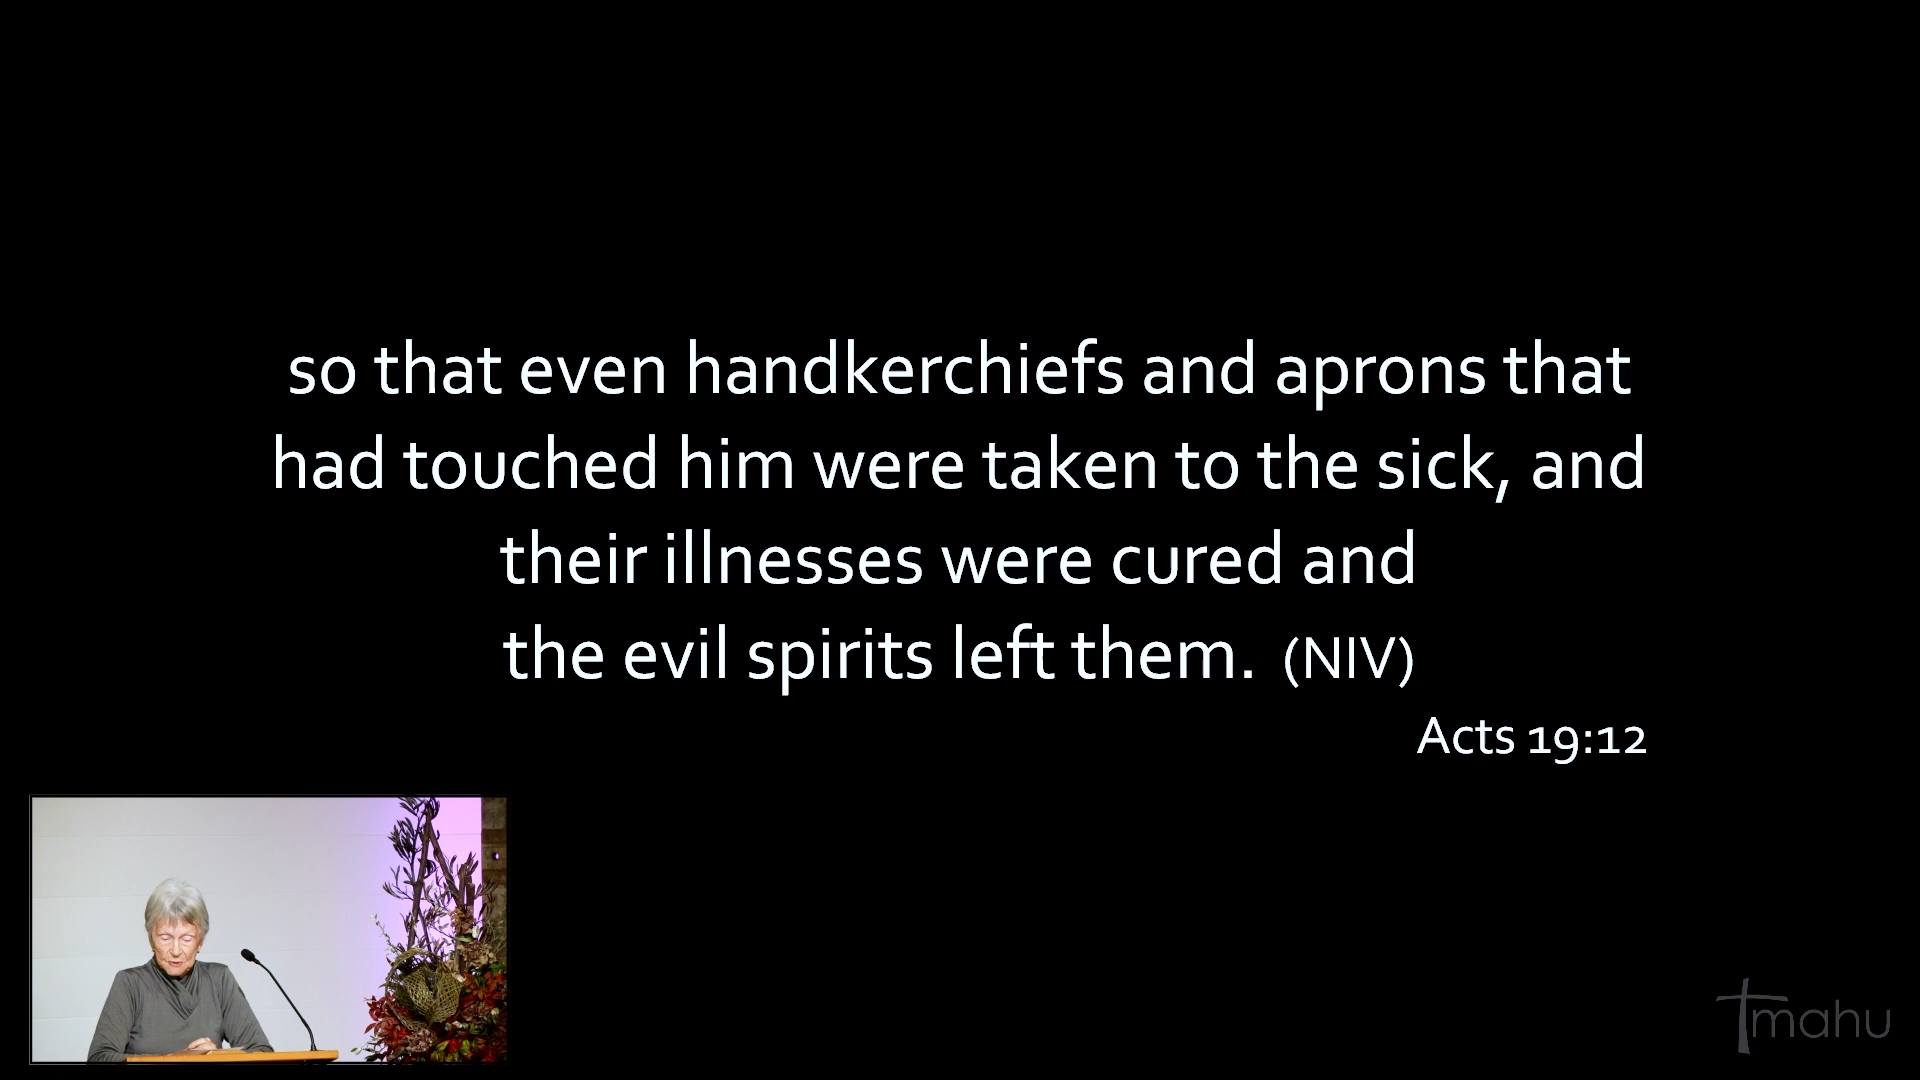 so that even handkerchiefs and aprons that
had touched him were taken to the sick, and
their illnesses were cured and
the evil spirits left them. (NIV)
Acts 19:12
mahu